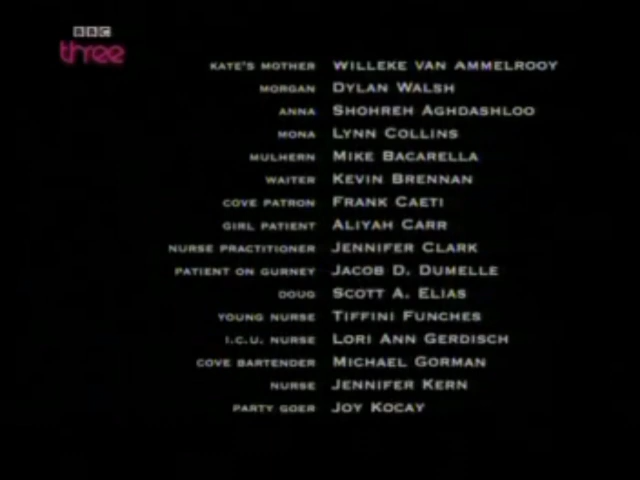 BBC
three
KATE'S MOTHER WILLEKE VAN AMMELROOY
MORGAN DYLAN WALSH
ANNA SHOHREH AGHDASHLOO
MONA LYNN COLLINS
MULHERN MIKE BACARELLA
WAITER KEVIN BRENNAN
COVE PATRON FRANK CAETI
GIRL PATIENT ALIYAH CARR
NURSE PRACTITIONER JENNIFER CLARK
PATIENT ON GURNEY JACOB D. DUMELLE
DOUG SCOTT A. ELIAS
YOUNG NURSE TIFFINI FUNCHES
I.C.U. NURSE LORI ANN GERDISCH
COVE BARTENDER MICHAEL GORMAN
NURSE JENNIFER KERN
PARTY GOER JOY KOCAY